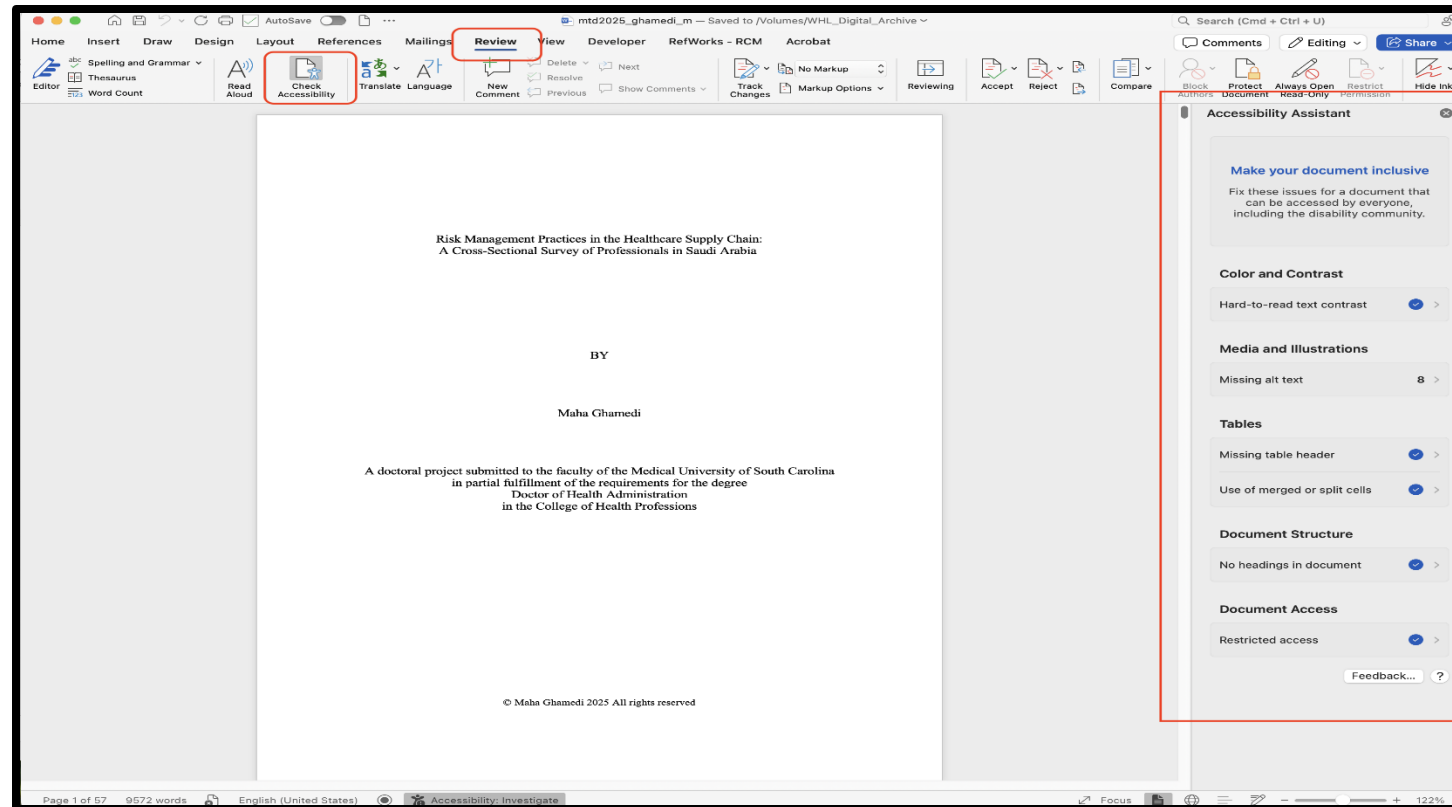 AutoSave
mtd2025_ghamedi_m — Saved to /Volumes/WHL_Digital_Archive
Search (Cmd + Ctrl + U)
Home Insert Draw Design Layout References Mailings Review View Developer RefWorks - RCM Acrobat
Comments Editing Share
Editor
abc Spelling and Grammar
Thesaurus
123 Word Count
Read Aloud
Check Accessibility
Translate
Language
New Comment
Delete
Resolve
Previous
Next
Show Comments
Track Changes
No Markup
Markup Options
Reviewing
Accept
Reject
Compare
Block Authors
Protect Document
Always Open Read-Only
Restrict Permission
Hide Ink
Risk Management Practices in the Healthcare Supply Chain:
A Cross-Sectional Survey of Professionals in Saudi Arabia
BY
Maha Ghamedi
A doctoral project submitted to the faculty of the Medical University of South Carolina
in partial fulfillment of the requirements for the degree
Doctor of Health Administration
in the College of Health Professions
© Maha Ghamedi 2025 All rights reserved
Accessibility Assistant
Make your document inclusive
Fix these issues for a document that
can be accessed by everyone,
including the disability community.
Color and Contrast
Hard-to-read text contrast
Media and Illustrations
Missing alt text 8
Tables
Missing table header
Use of merged or split cells
Document Structure
No headings in document
Document Access
Restricted access
Feedback... ?
Page 1 of 57 9572 words English (United States) Accessibility: Investigate Focus 122%